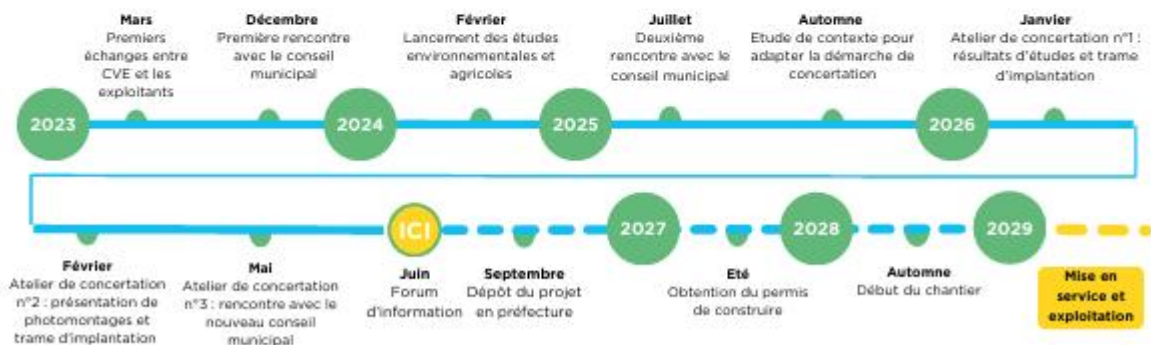 Mars
Premiers
échanges entre
CVE et les
exploitants
Décembre
Première rencontre
avec le conseil
municipal
Février
Lancement des études
environnementales et
agricoles
Juillet
Deuxième
rencontre avec le
conseil municipal
Automne
Etude de contexte pour
adapter la démarche de
concertation
Janvier
Atelier de concertation n°1 :
résultats d'études et trame
d'implantation
2023
2024
2025
2026
ICI
2027
2028
2029
Février
Atelier de concertation
n°2 : présentation de
photomontages et
trame d'implantation
Mai
Atelier de concertation
n°3 : rencontre avec le
nouveau conseil
municipal
Juin
Forum
d'information
Septembre
Dépôt du projet
en préfecture
Eté
Obtention du permis
de construire
Automne
Début du chantier
Mise en
service et
exploitation